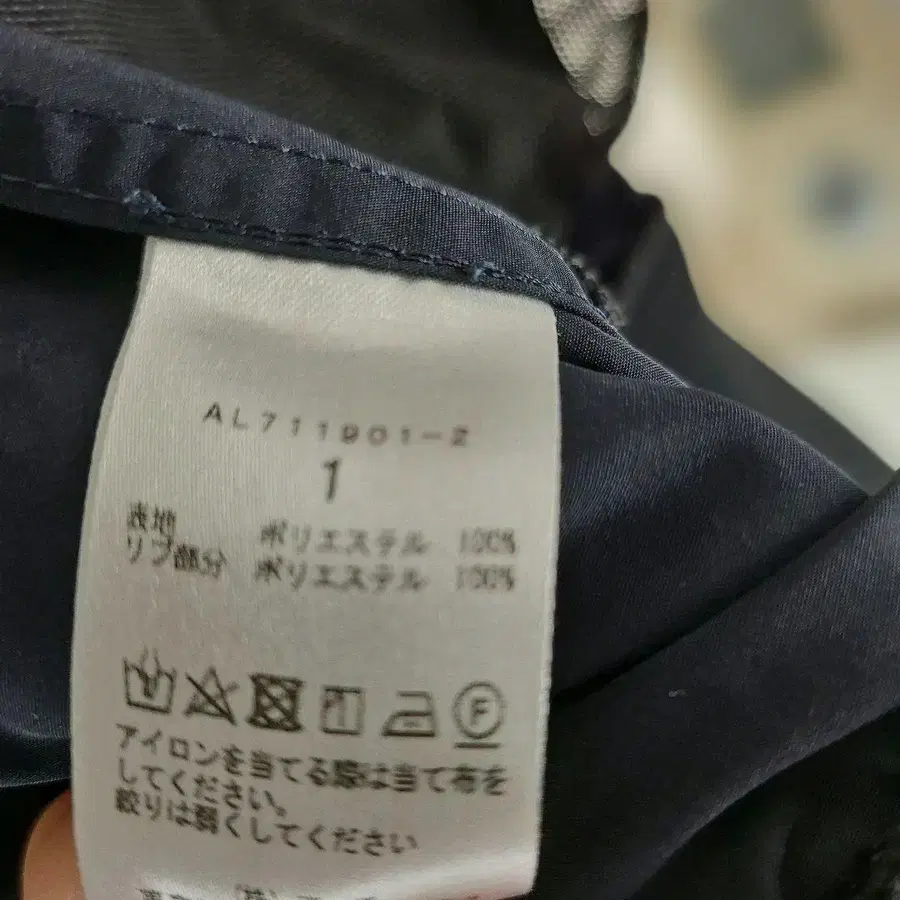 AL711901-2
1
表地 ポリエステル 100%
リブ部分 ポリエステル 100%
F
アイロンを当てる際は当て布を
してください。
絞りは弱くしてください
(株)